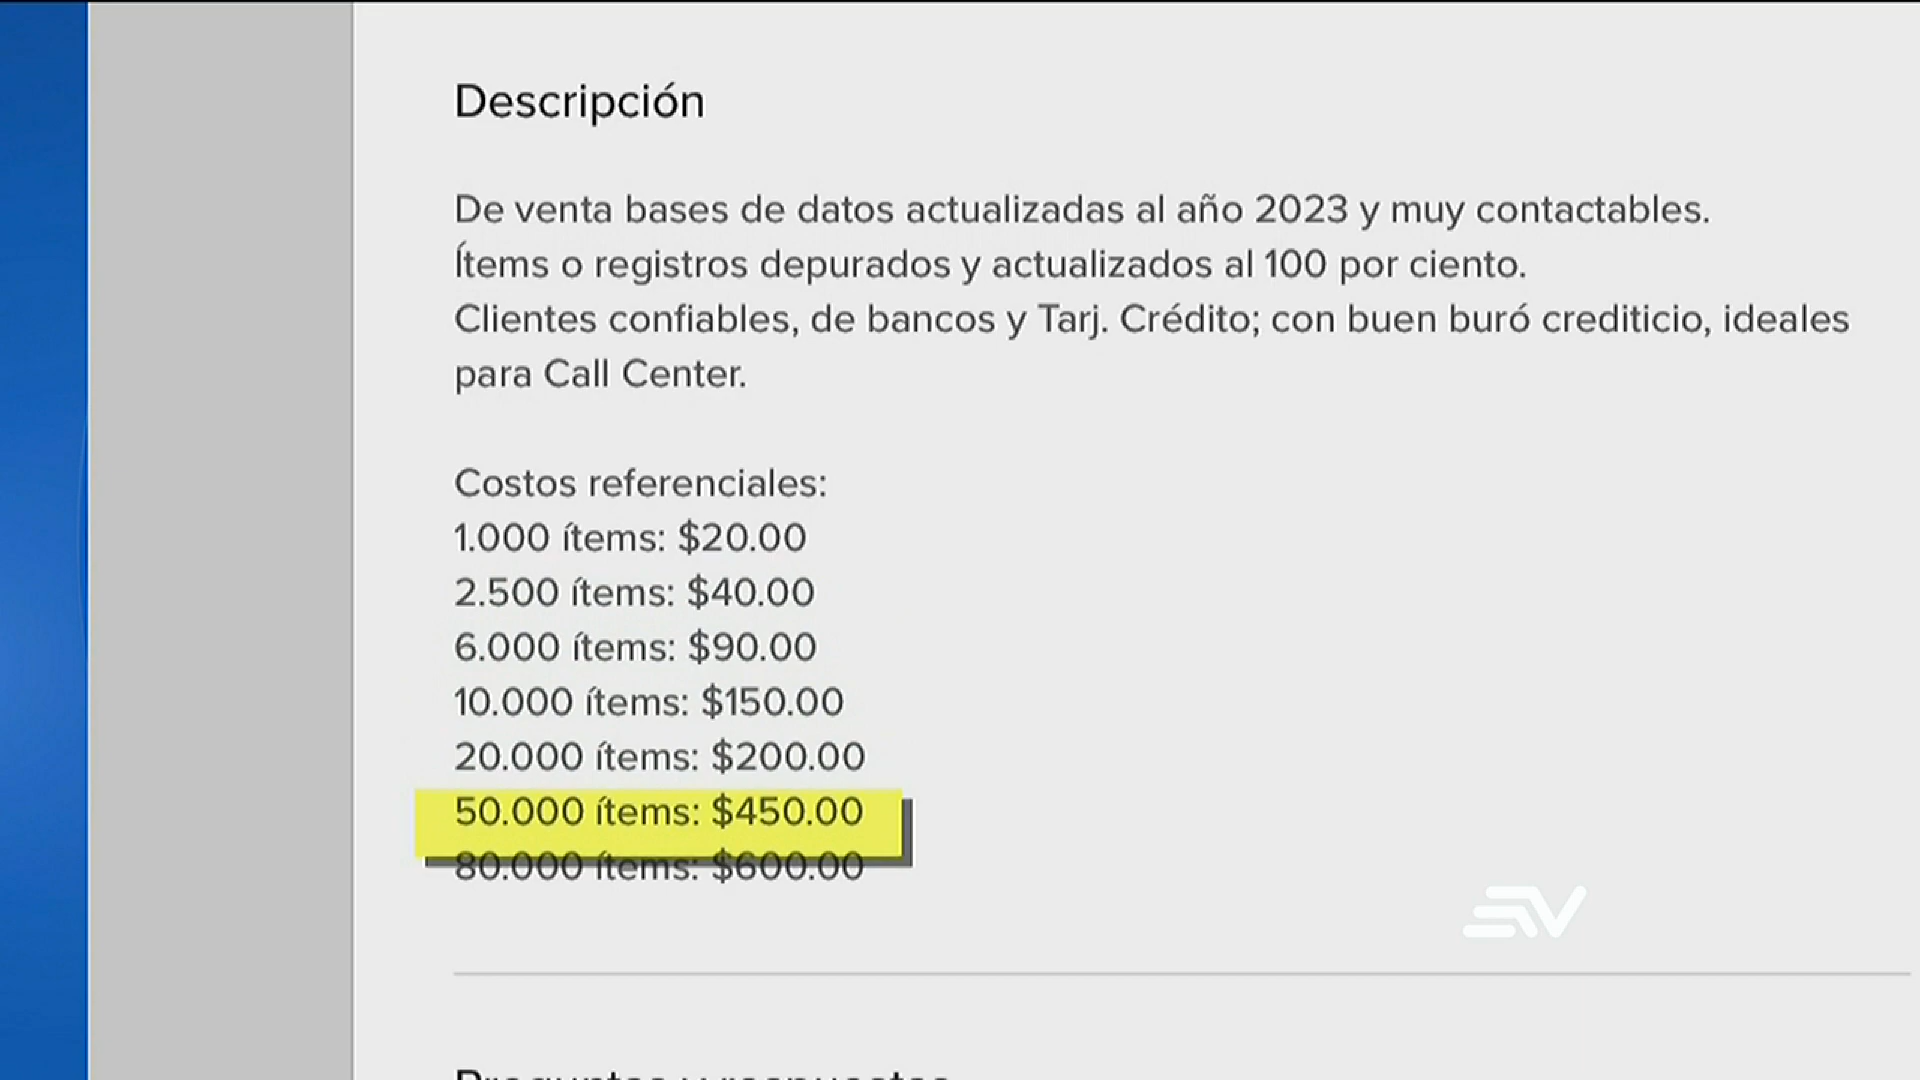 Descripción
De venta bases de datos actualizadas al año 2023 y muy contactables.
Ítems o registros depurados y actualizados al 100 por ciento.
Clientes confiables, de bancos y Tarj. Crédito; con buen buró crediticio, ideales
para Call Center.
Costos referenciales:
1.000 ítems: $20.00
2.500 ítems: $40.00
6.000 ítems: $90.00
10.000 ítems: $150.00
20.000 ítems: $200.00
50.000 ítems: $450.00
80.000 ítems: $600.00
Preguntas y respuestas